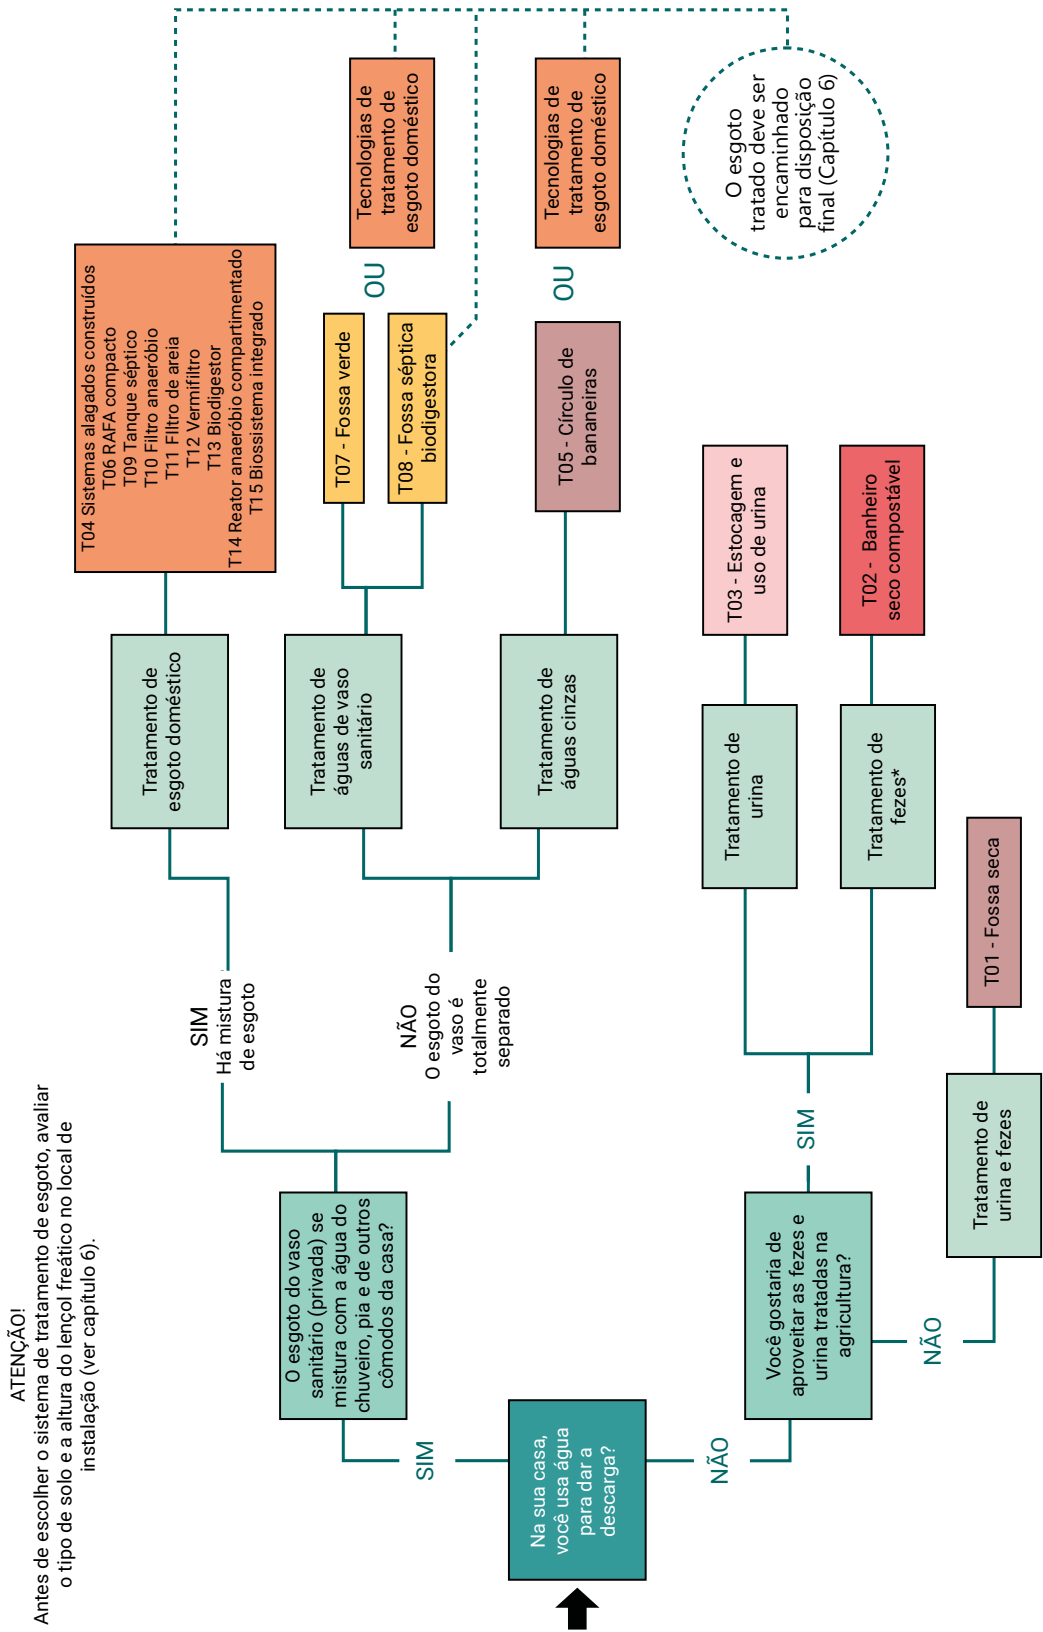 ATENÇÃO!
Antes de escolher o sistema de tratamento de esgoto, avaliar
o tipo de solo e a altura do lençol freático no local de
instalação (ver capítulo 6).
Na sua casa,
você usa água
para dar a
descarga?
SIM
O esgoto do vaso
sanitário (privada) se
mistura com a água do
chuveiro, pia e de outros
cômodos da casa?
SIM
Há mistura
de esgoto
Tratamento de
esgoto doméstico
T04 Sistemas alagados construídos
T06 RAFA compacto
T09 Tanque séptico
T10 Filtro anaeróbio
T11 FIltro de areia
T12 Vermifiltro
T13 Biodigestor
T14 Reator anaeróbio compartimentado
T15 Biossistema integrado
NÃO
O esgoto do
vaso é
totalmente
separado
Tratamento de
águas de vaso
sanitário
T07 - Fossa verde
T08 - Fossa séptica
biodigestora
OU
Tecnologias de
tratamento de
esgoto doméstico
Tratamento de
águas cinzas
T05 - Círculo de
bananeiras
OU
Tecnologias de
tratamento de
esgoto doméstico
O esgoto
tratado deve ser
encaminhado
para disposição
final (Capítulo 6)
NÃO
Você gostaria de
aproveitar as fezes e
urina tratadas na
agricultura?
SIM
Tratamento de
urina
T03 - Estocagem e
uso de urina
Tratamento de
fezes*
T02 - Banheiro
seco compostável
NÃO
Tratamento de
urina e fezes
T01 - Fossa seca